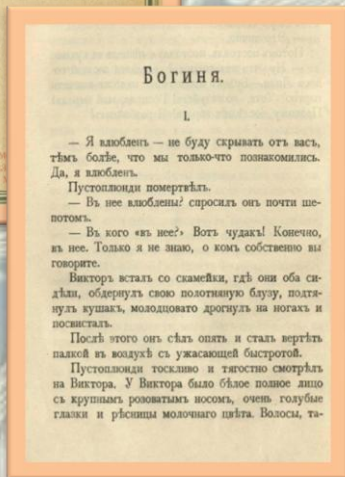 Богиня.
I.
— Я влюбленъ — не буду скрывать отъ васъ,
тѣмъ болѣе, что мы только-что познакомились.
Да, я влюбленъ.
Пустоплюнди помертвѣлъ.
— Въ нее влюблены? спросилъ онъ почти ше-
потомъ.
— Въ кого «въ нее?» Вотъ чудакъ! Конечно,
въ нее. Только я не знаю, о комъ собственно вы
говорите.
Викторъ всталъ со скамейки, гдѣ они оба си-
дѣли, обдернулъ свою полотняную блузу, подтя-
нулъ кушакъ, молодцовато дрогнулъ на ногахъ и
посвисталъ.
Послѣ этого онъ сѣлъ опять и сталъ вертѣть
палкой въ воздухѣ съ ужасающей быстротой.
Пустоплюнди тоскливо и тягостно смотрѣлъ
на Виктора. У Виктора было бѣлое полное лицо
съ крупнымъ розоватымъ носомъ, очень голубые
глазки и рѣсницы молочнаго цвѣта. Волосы, та-